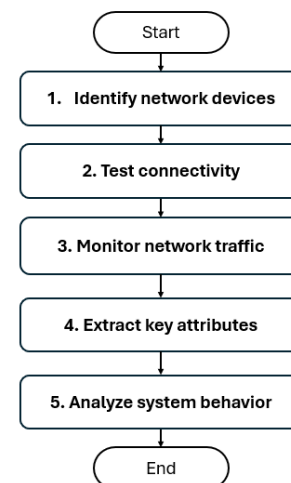 Start
1. Identify network devices
2. Test connectivity
3. Monitor network traffic
4. Extract key attributes
5. Analyze system behavior
End